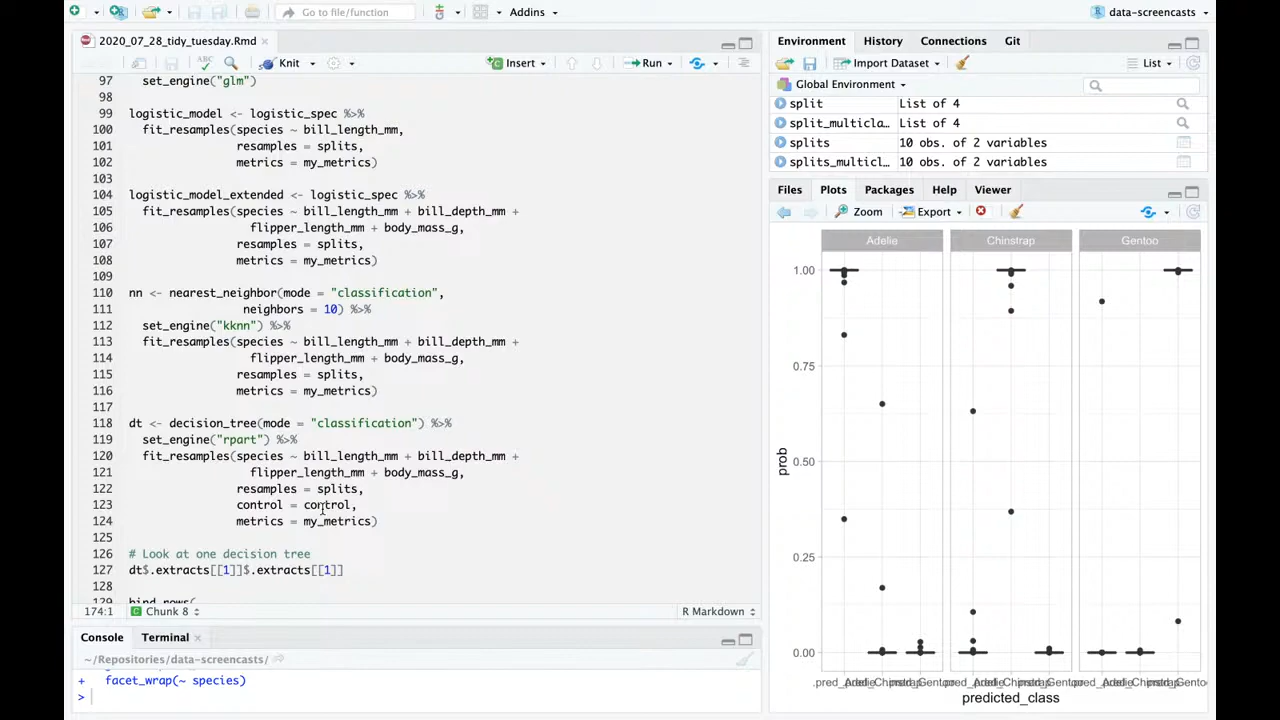 Go to file/function
Addins
data-screencasts
2020_07_28_tidy_tuesday.Rmd
Knit
Insert
Run
97 set_engine("glm")
98
99 logistic_model <- logistic_spec %>%
100 fit_resamples(species ~ bill_length_mm,
101 resamples = splits,
102 metrics = my_metrics)
103
104 logistic_model_extended <- logistic_spec %>%
105 fit_resamples(species ~ bill_length_mm + bill_depth_mm +
106 flipper_length_mm + body_mass_g,
107 resamples = splits,
108 metrics = my_metrics)
109
110 nn <- nearest_neighbor(mode = "classification",
111 neighbors = 10) %>%
112 set_engine("kknn") %>%
113 fit_resamples(species ~ bill_length_mm + bill_depth_mm +
114 flipper_length_mm + body_mass_g,
115 resamples = splits,
116 metrics = my_metrics)
117
118 dt <- decision_tree(mode = "classification") %>%
119 set_engine("rpart") %>%
120 fit_resamples(species ~ bill_length_mm + bill_depth_mm +
121 flipper_length_mm + body_mass_g,
122 resamples = splits,
123 control = control,
124 metrics = my_metrics)
125
126 # Look at one decision tree
127 dt$.extracts[[1]]$.extracts[[1]]
128
129 bind_rows(
174:1 Chunk 8 R Markdown
Console Terminal
~/Repositories/data-screencasts/
+ facet_wrap(~ species)
>
Environment History Connections Git
Import Dataset List
Global Environment
split List of 4
split_multicla… List of 4
splits 10 obs. of 2 variables
splits_multicl… 10 obs. of 2 variables
Files Plots Packages Help Viewer
Zoom Export
Adelie Chinstrap Gentoo
1.00
0.75
0.50
0.25
0.00
prob
predicted_class